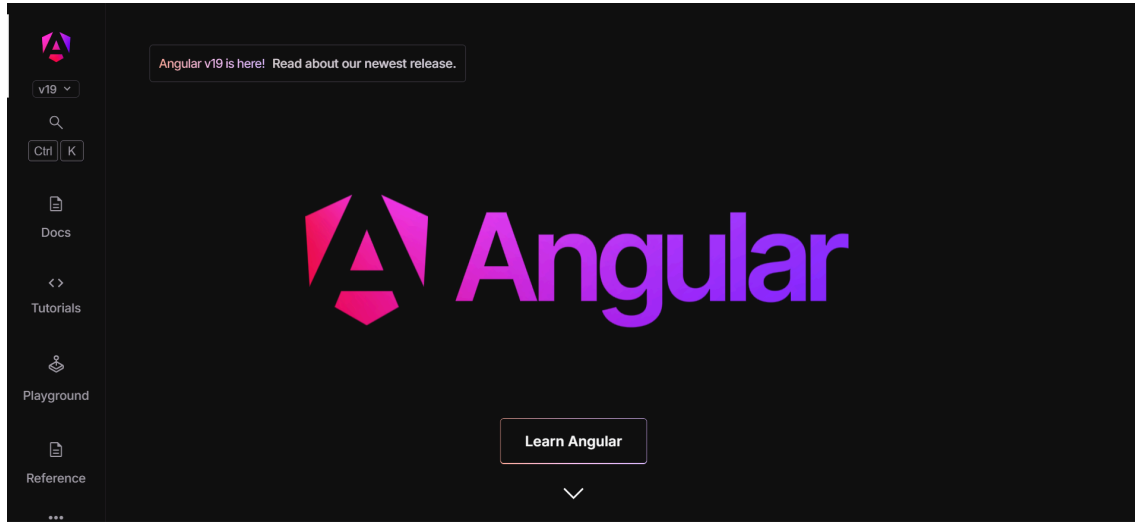 v19
Ctrl K
Docs
Tutorials
Playground
Reference
Angular v19 is here! Read about our newest release.
Angular
Learn Angular